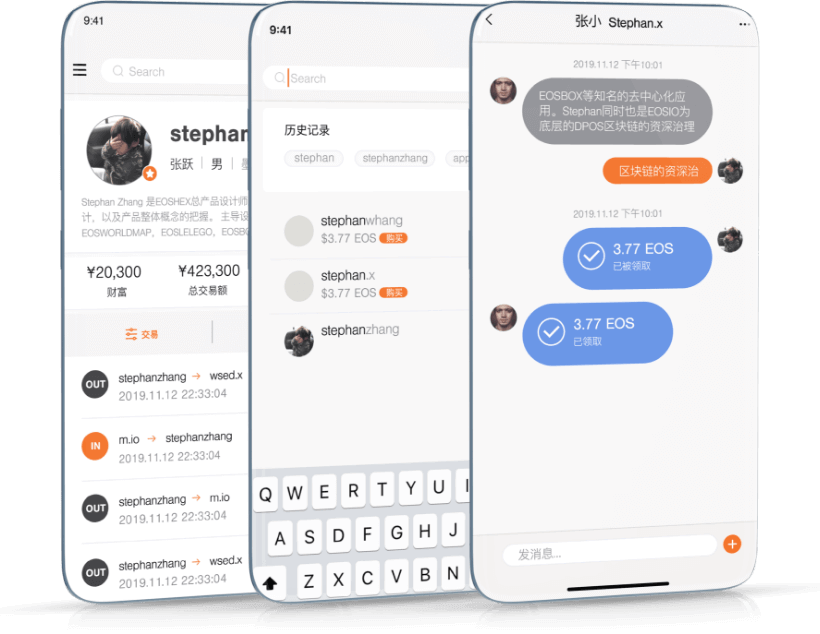 9:41
Search
stephan
张跃 | 男 |
Stephan Zhang 是EOSHEX总产品设计师
计，以及产品整体概念的把握。 主导设
EOSWORLDMAP、EOSLELEGO、EOSBO
¥20,300
财富
¥423,300
总交易额
交易
OUT
stephanzhang → wsed.x
2019.11.12 22:33:04
IN
m.io → stephanzhang
2019.11.12 22:33:04
OUT
stephanzhang → m.io
2019.11.12 22:33:04
OUT
stephanzhang → wsed.x
2019.11.12 22:33:04
9:41
Search
历史记录
stephan
stephanzhang
app
stephanwhang
$3.77 EOS 购买
stephan.x
$3.77 EOS 购买
stephanzhang
Q W E R T Y U I
A S D F G H J
Z X C V B N
张小 Stephan.x
2019.11.12 下午10:01
EOSBOX等知名的去中心化应
用。Stephan同时也是EOSIO为
底层的DPOS区块链的资深治理
区块链的资深治
2019.11.12 下午10:01
3.77 EOS
已被领取
3.77 EOS
已领取
发消息...